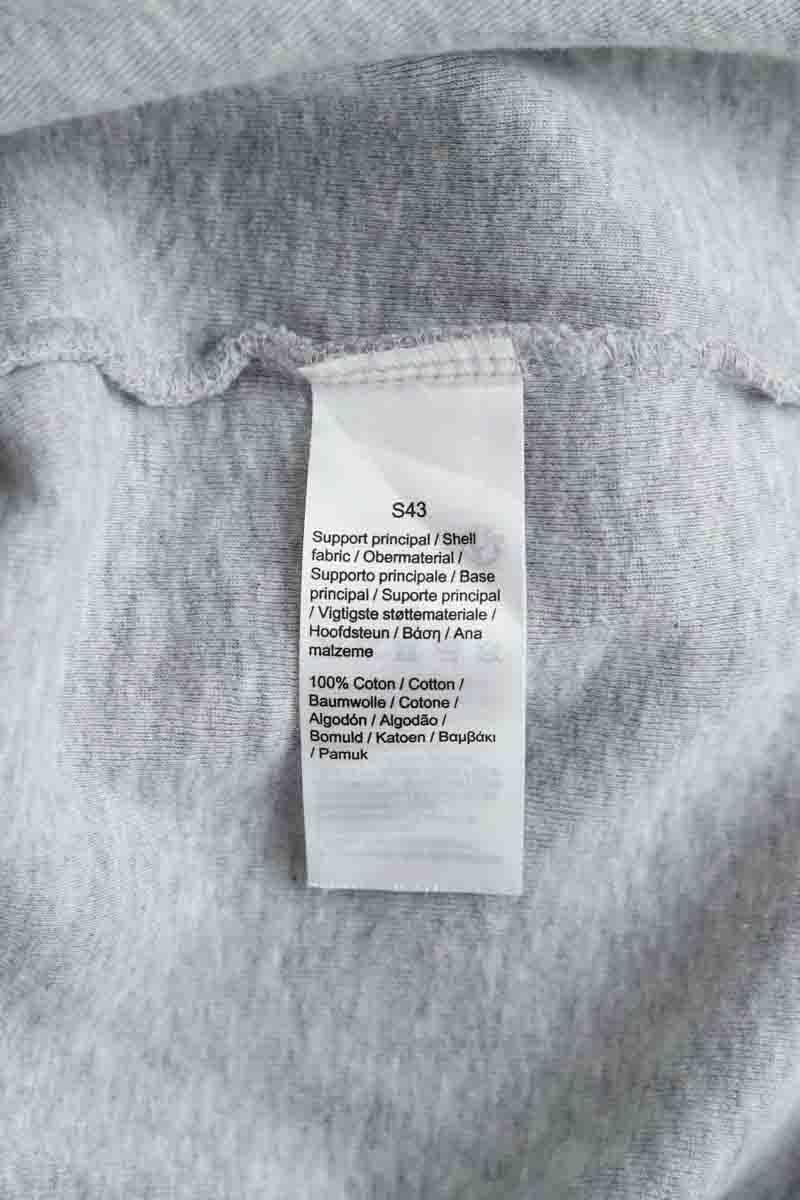 S43
Support principal / Shell
fabric / Obermaterial /
Supporto principale / Base
principal / Suporte principal
/ Vigtigste støttemateriale /
Hoofdsteun / Βάση / Ana
malzeme
100% Coton / Cotton /
Baumwolle / Cotone /
Algodón / Algodão /
Bomuld / Katoen / Βαμβάκι
/ Pamuk